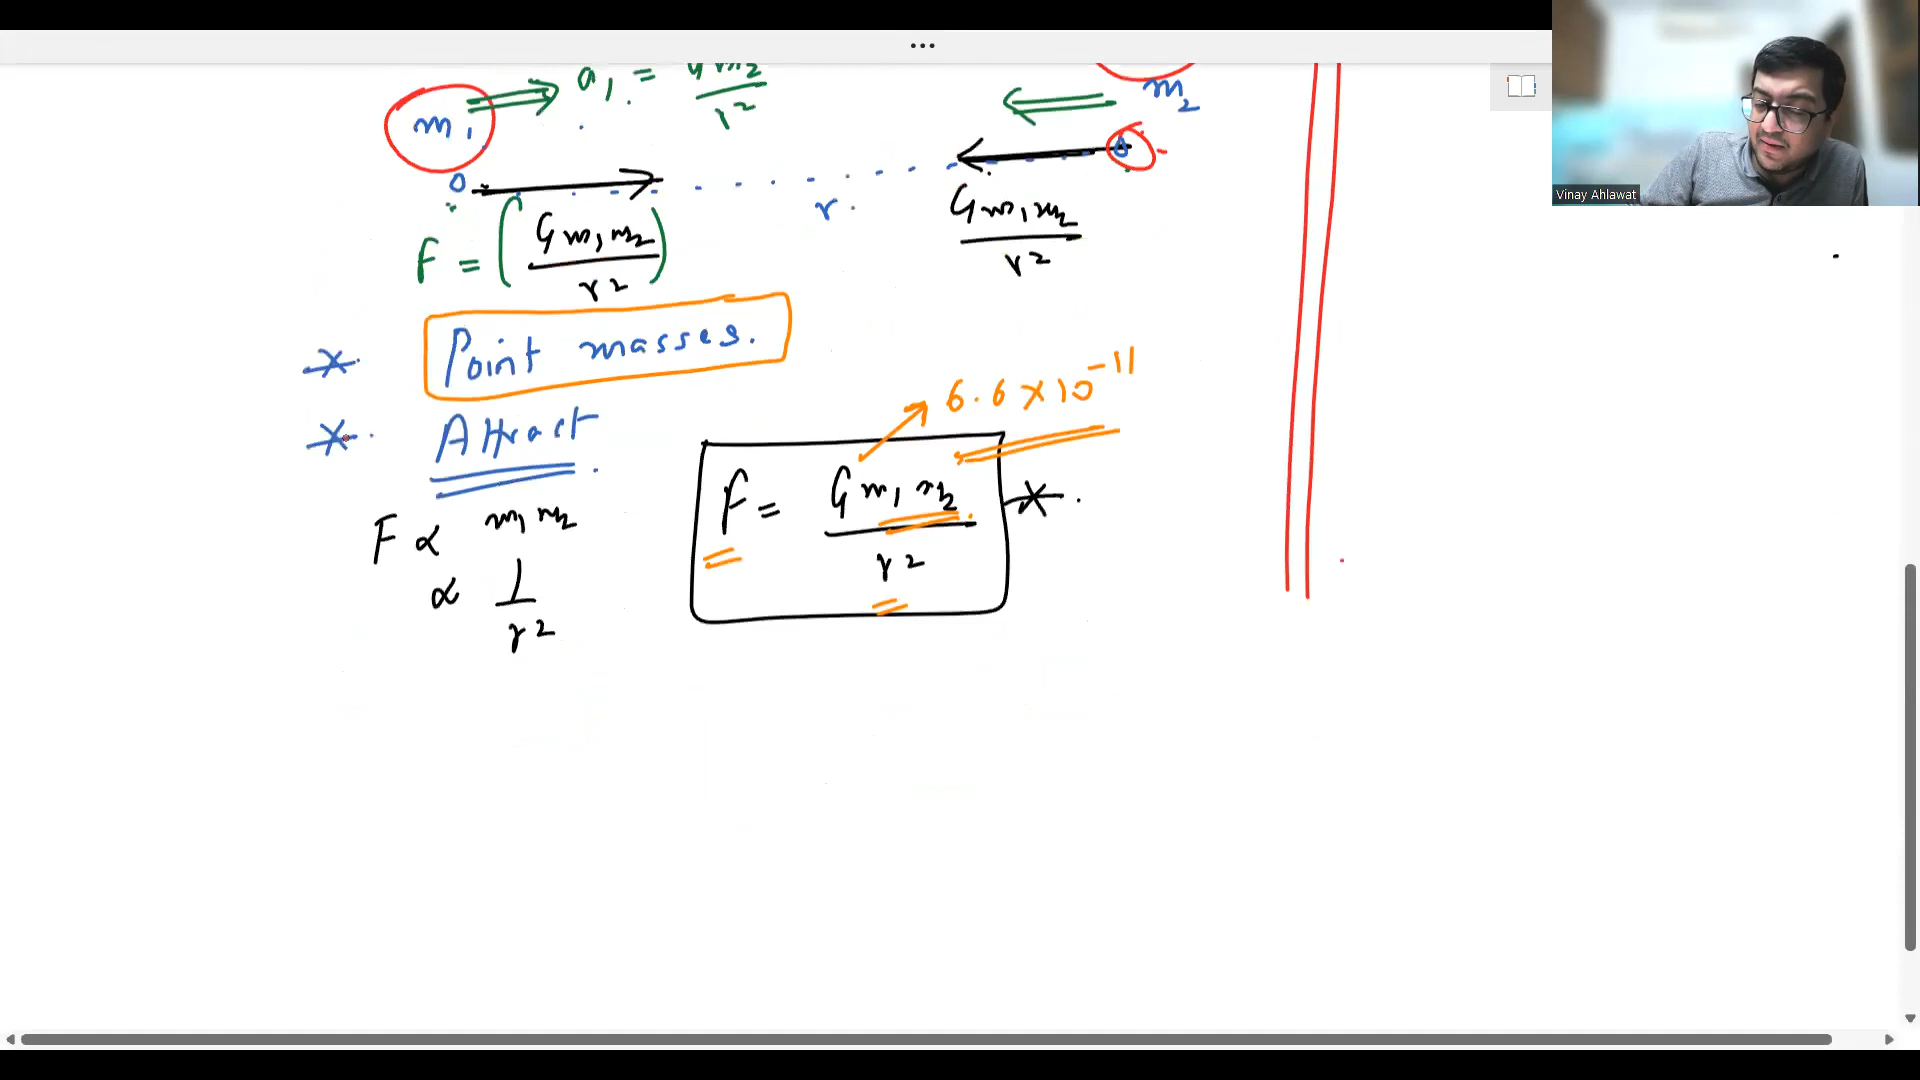 a₁ = Gm₂/r²
m₂
m₁
r
F = (Gm₁m₂/r²)
Gm₁m₂/r²
* Point masses.
6.6 × 10⁻¹¹
* Attract
F = Gm₁m₂/r² *
F ∝ m₁m₂
∝ 1/r²
Vinay Ahlawat